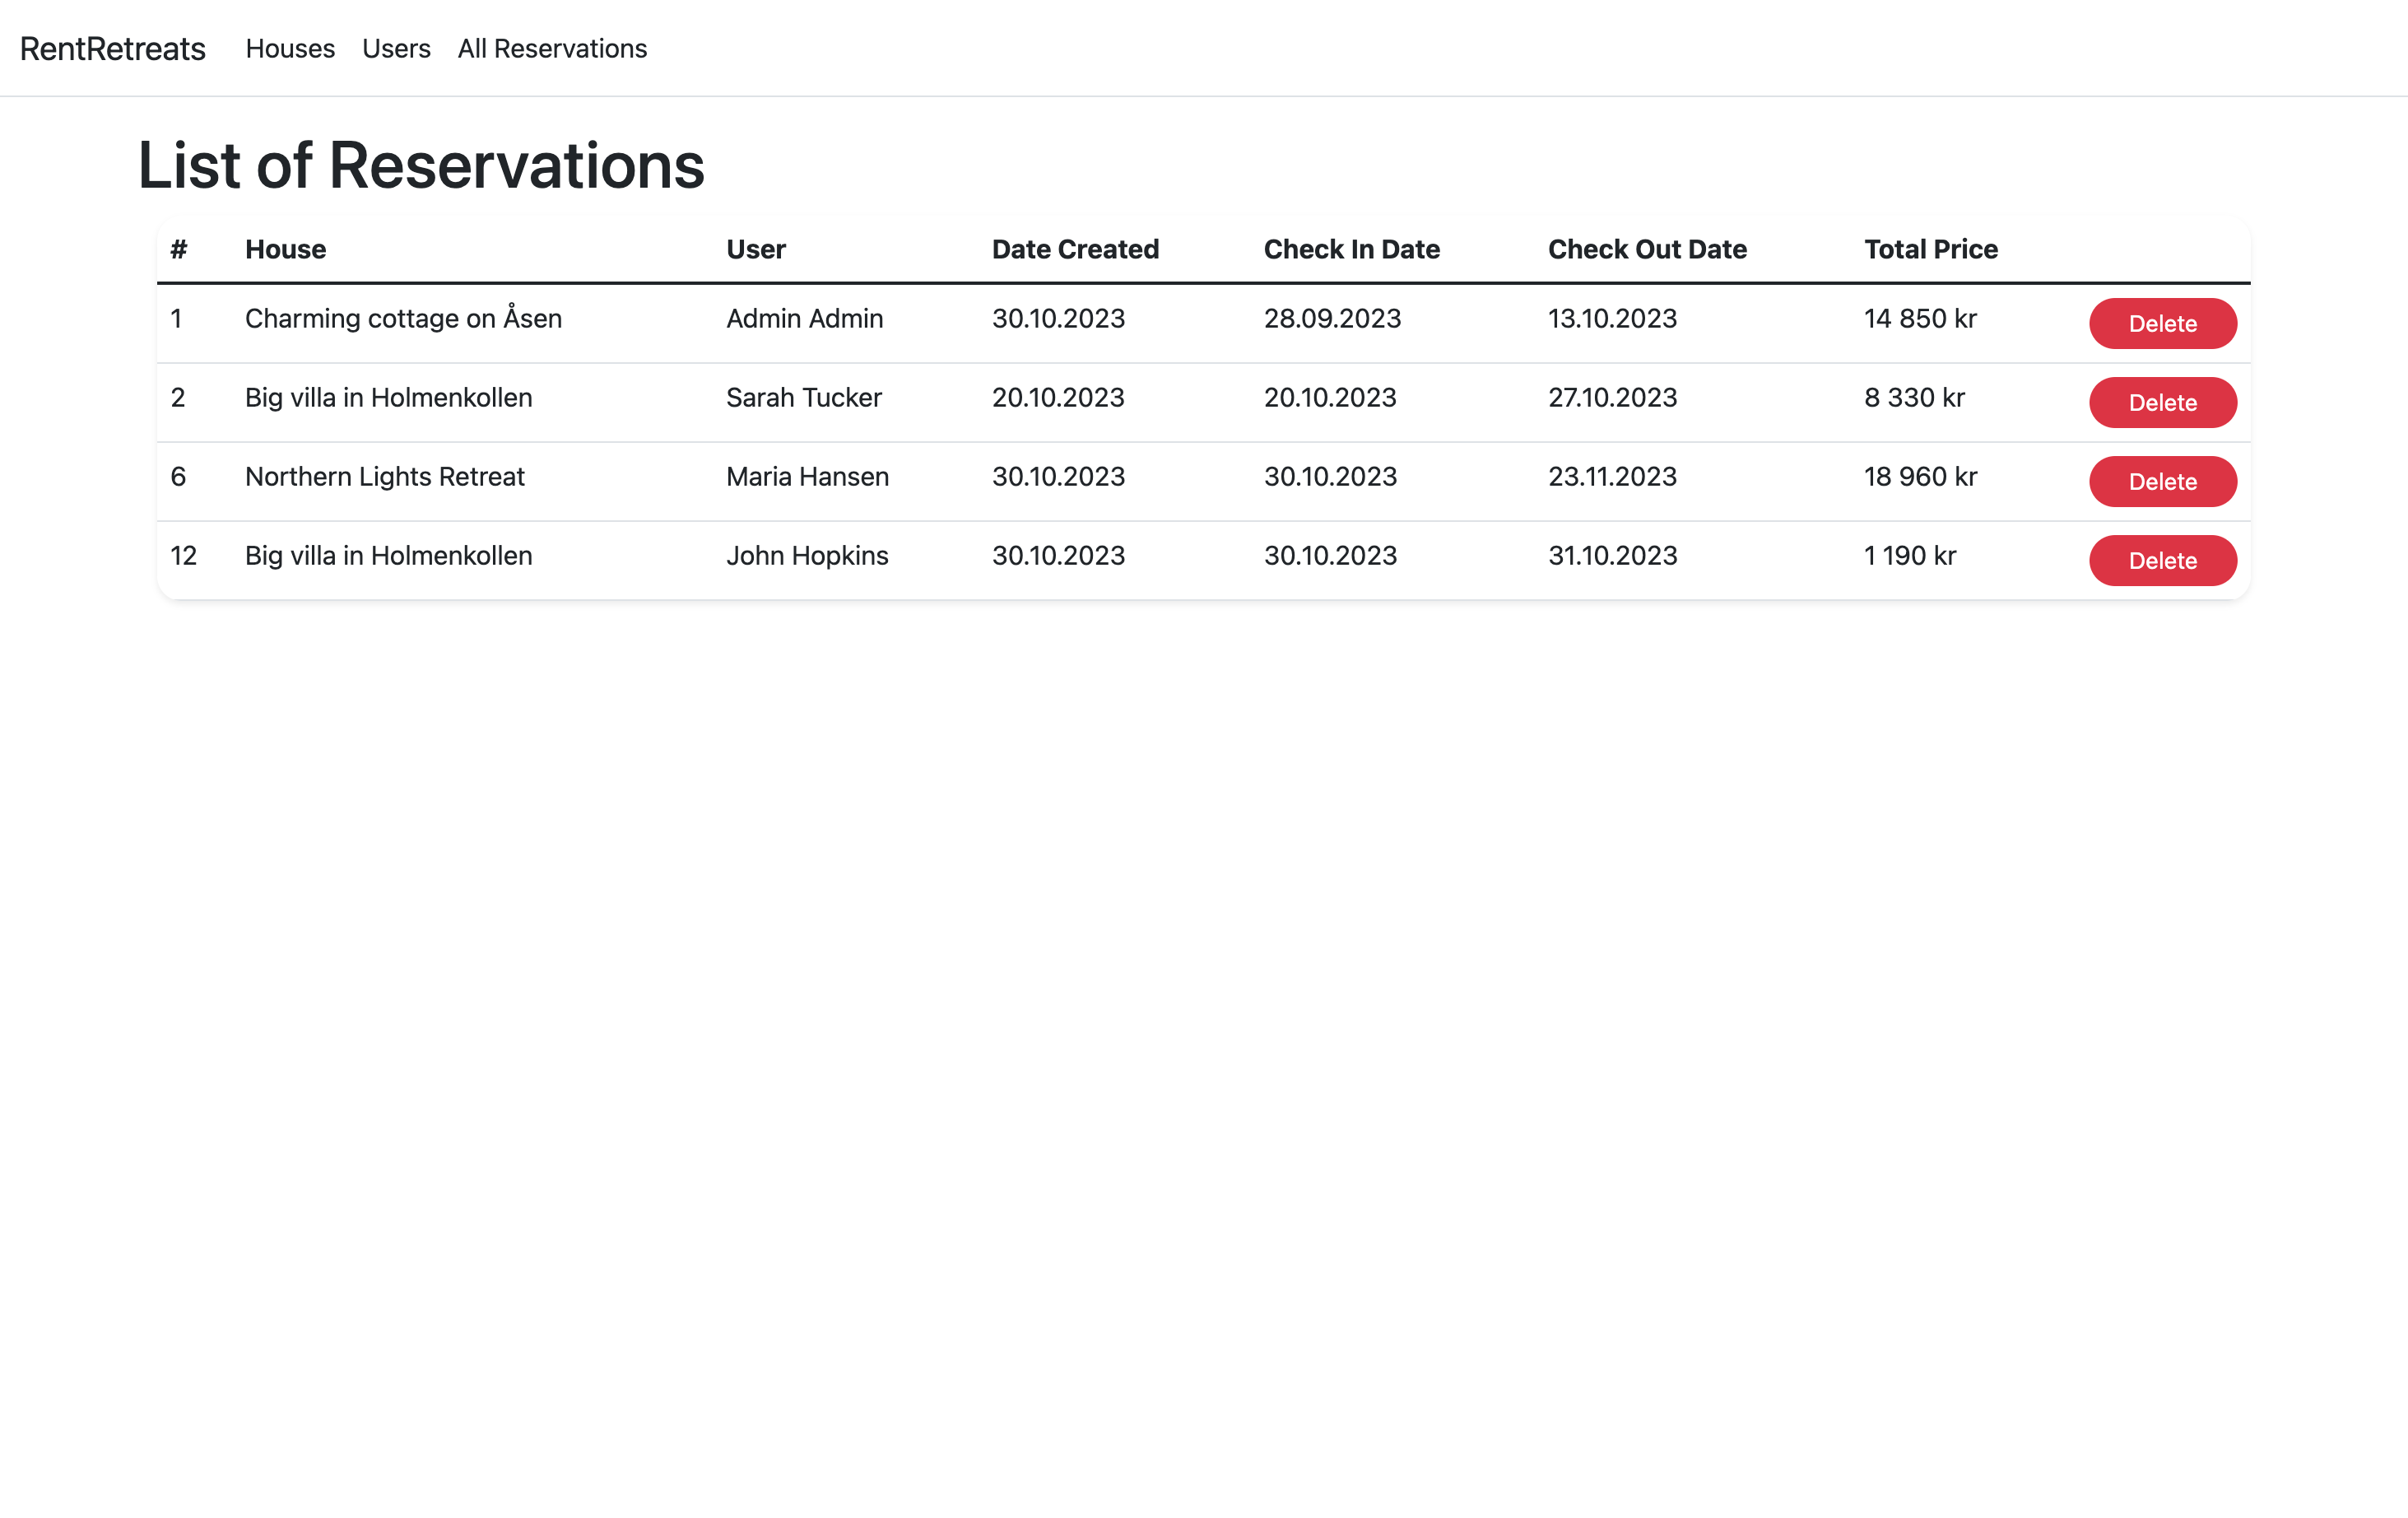 RentRetreats Houses Users All Reservations
List of Reservations
# House User Date Created Check In Date Check Out Date Total Price
1 Charming cottage on Åsen Admin Admin 30.10.2023 28.09.2023 13.10.2023 14 850 kr Delete
2 Big villa in Holmenkollen Sarah Tucker 20.10.2023 20.10.2023 27.10.2023 8 330 kr Delete
6 Northern Lights Retreat Maria Hansen 30.10.2023 30.10.2023 23.11.2023 18 960 kr Delete
12 Big villa in Holmenkollen John Hopkins 30.10.2023 30.10.2023 31.10.2023 1 190 kr Delete